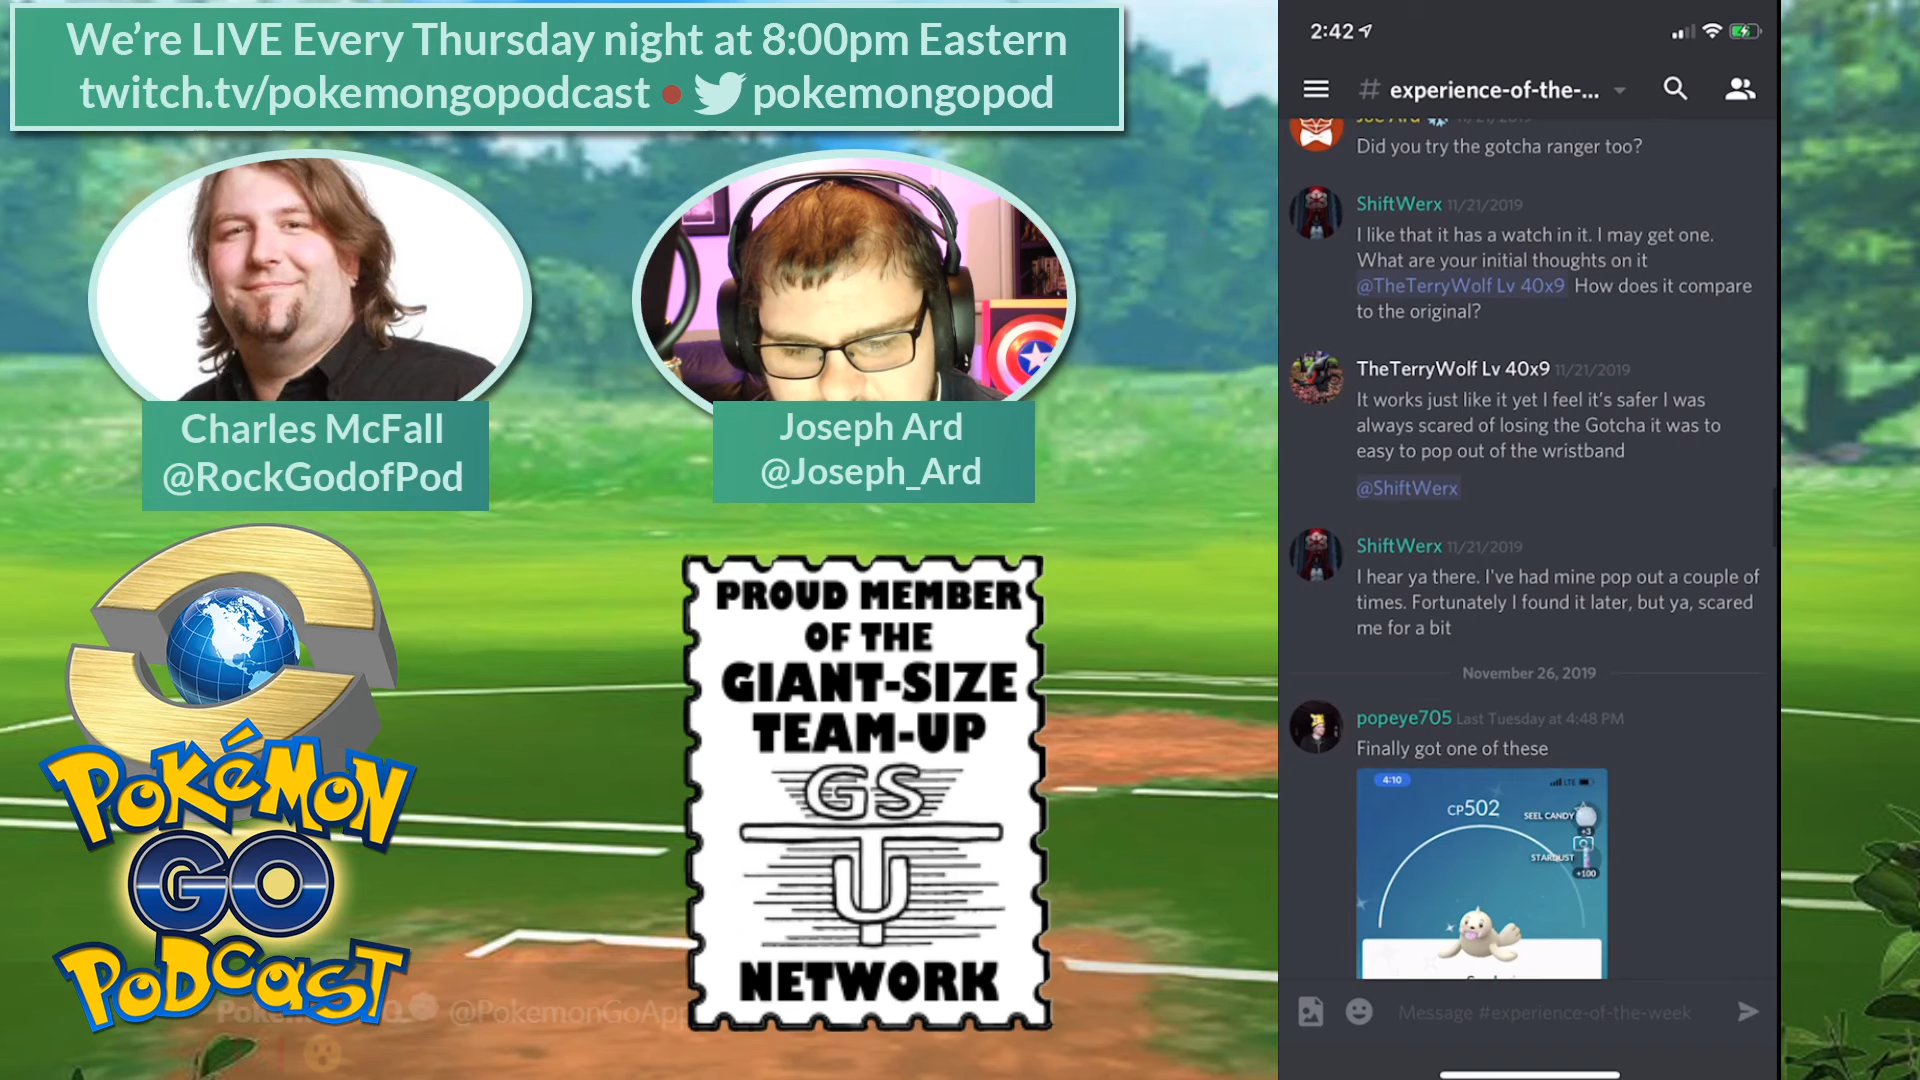 We're LIVE Every Thursday night at 8:00pm Eastern
twitch.tv/pokemongopodcast • pokemongopod
Charles McFall
@RockGodofPod
Joseph Ard
@Joseph_Ard
POKéMON
GO
PODCAST
@PokemonGoApp
PROUD MEMBER
OF THE
GIANT-SIZE
TEAM-UP
GS
TU
NETWORK
2:42
# experience-of-the-...
Joe Ard 11/21/2019
Did you try the gotcha ranger too?
ShiftWerx 11/21/2019
I like that it has a watch in it. I may get one.
What are your initial thoughts on it
@TheTerryWolf Lv 40x9 How does it compare
to the original?
TheTerryWolf Lv 40x9 11/21/2019
It works just like it yet I feel it's safer I was
always scared of losing the Gotcha it was to
easy to pop out of the wristband
@ShiftWerx
ShiftWerx 11/21/2019
I hear ya there. I've had mine pop out a couple of
times. Fortunately I found it later, but ya, scared
me for a bit
November 26, 2019
popeye705 Last Tuesday at 4:48 PM
Finally got one of these
4:10
LTE
CP502
SEEL CANDY
+3
STARDUST
+100
Message #experience-of-the-week